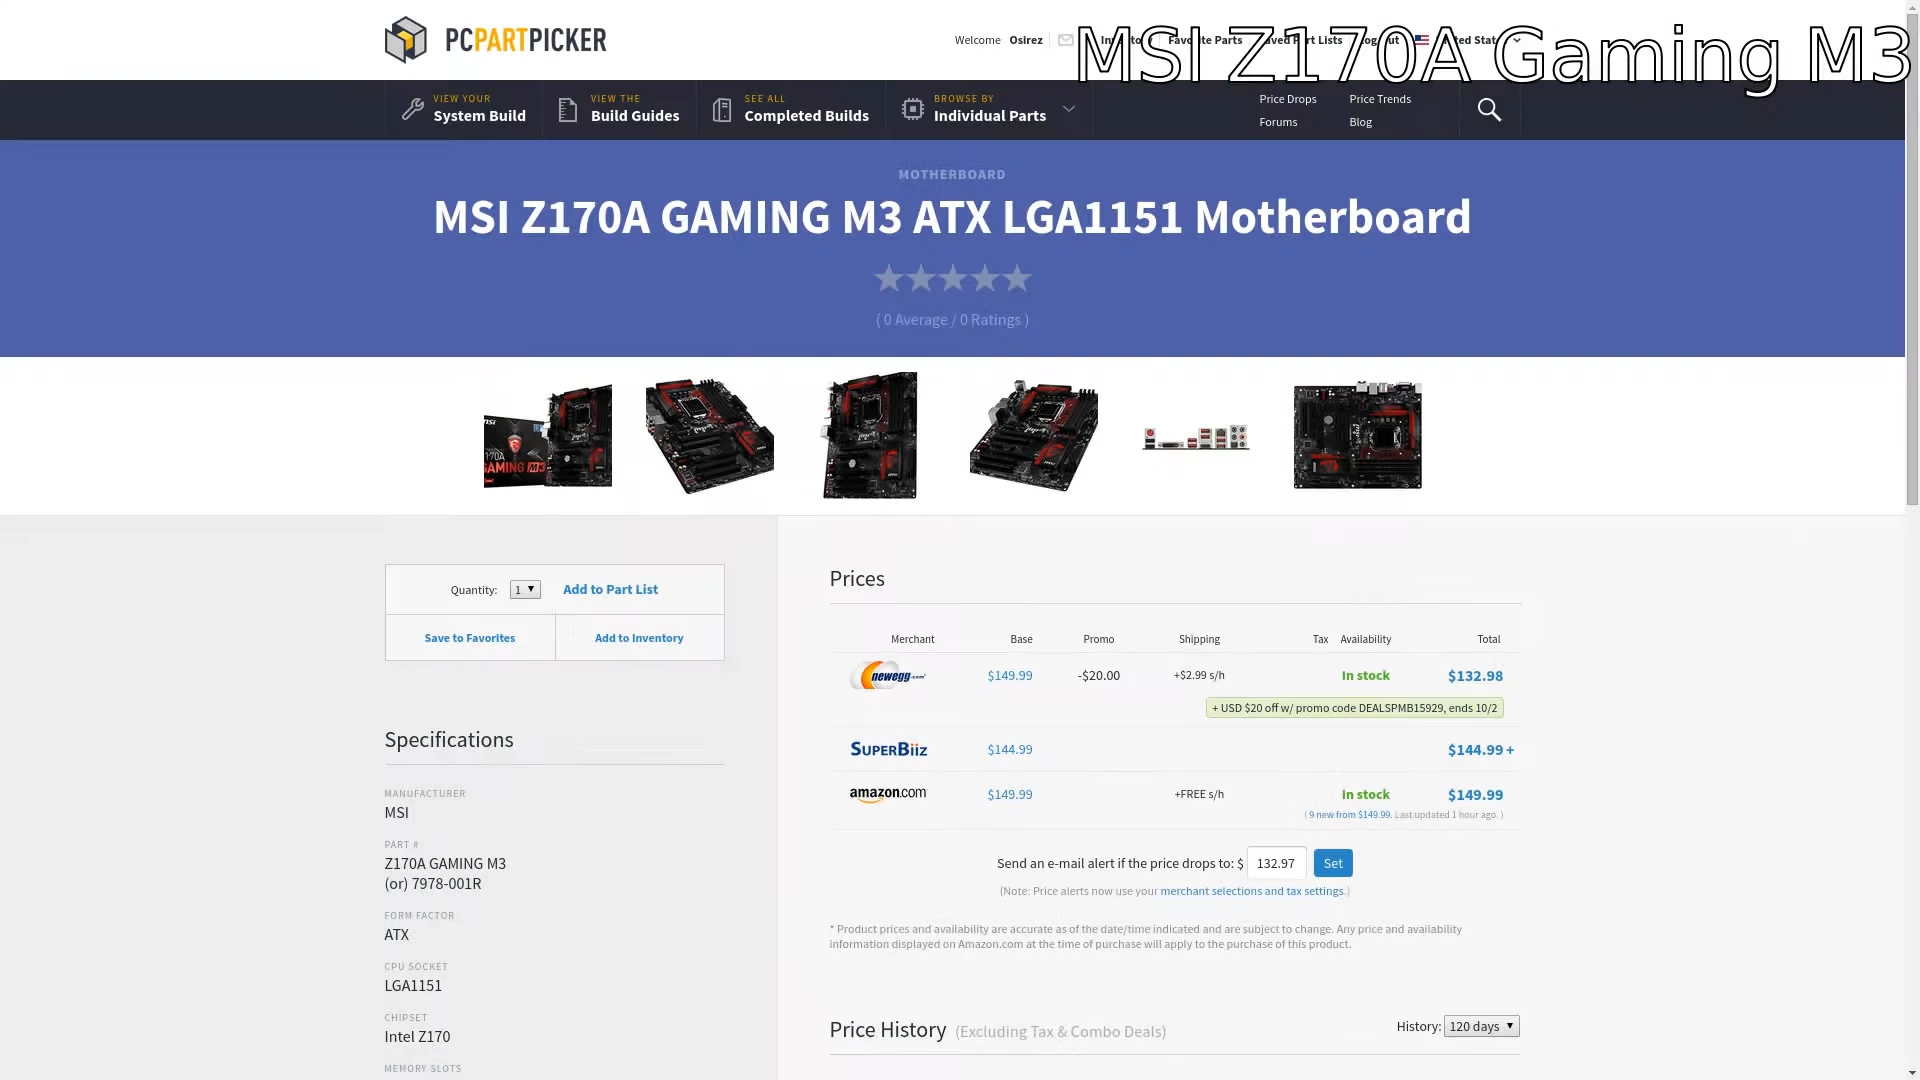 PCPARTPICKER
Welcome Osirez
Favorite Parts
MSI Z170A Gaming M3
VIEW YOUR
System Build
VIEW THE
Build Guides
SEE ALL
Completed Builds
BROWSE BY
Individual Parts
Price Drops
Price Trends
Forums
Blog
MOTHERBOARD
MSI Z170A GAMING M3 ATX LGA1151 Motherboard
( 0 Average / 0 Ratings )
Quantity: 1 Add to Part List
Save to Favorites
Add to Inventory
Specifications
MANUFACTURER
MSI
PART #
Z170A GAMING M3
(or) 7978-001R
FORM FACTOR
ATX
CPU SOCKET
LGA1151
CHIPSET
Intel Z170
MEMORY SLOTS
Prices
Merchant Base Promo Shipping Tax Availability Total
newegg.com $149.99 -$20.00 +$2.99 s/h In stock $132.98
+ USD $20 off w/ promo code DEALSPMB15929, ends 10/2
SUPERBiiz $144.99 $144.99 +
amazon.com $149.99 +FREE s/h In stock $149.99
( 9 new from $149.99. Last updated 1 hour ago. )
Send an e-mail alert if the price drops to: $ 132.97 Set
(Note: Price alerts now use your merchant selections and tax settings.)
* Product prices and availability are accurate as of the date/time indicated and are subject to change. Any price and availability
information displayed on Amazon.com at the time of purchase will apply to the purchase of this product.
Price History (Excluding Tax & Combo Deals)
History: 120 days